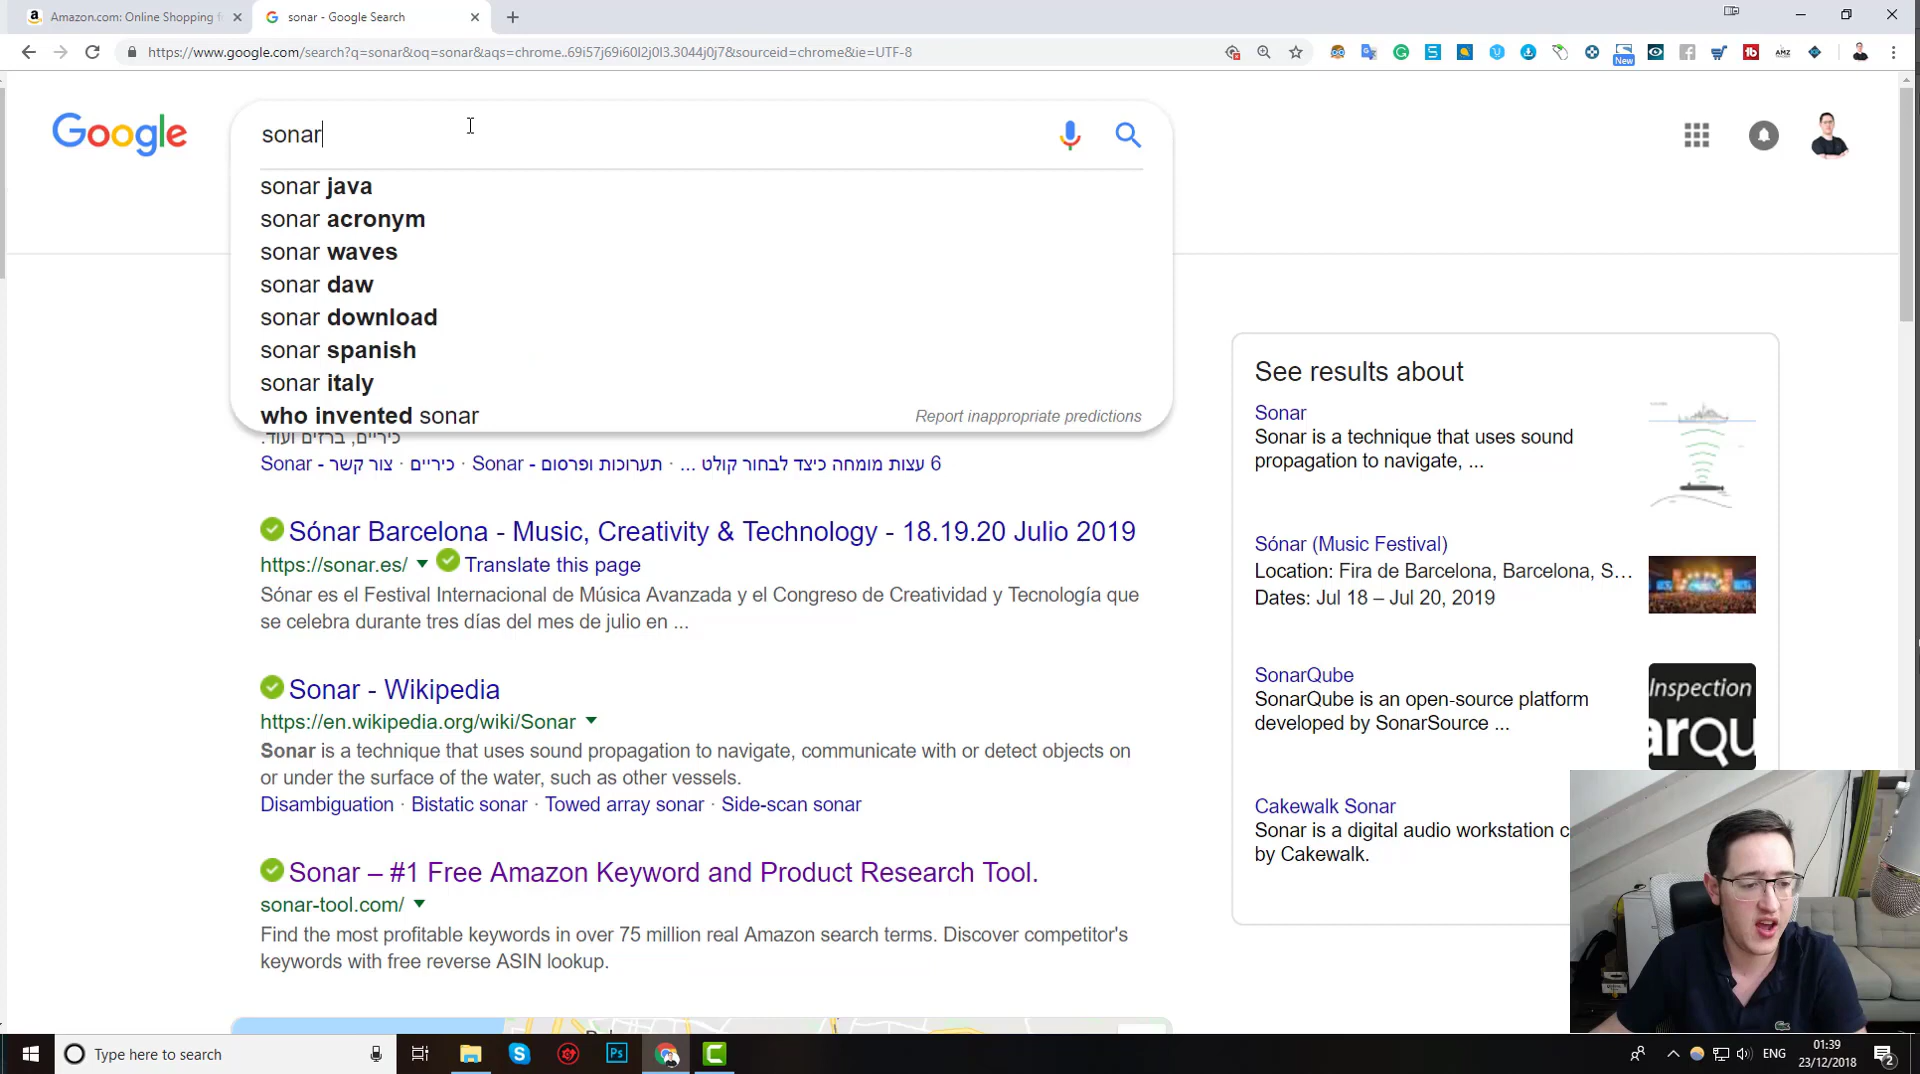 Amazon.com: Online Shopping f
sonar - Google Search
https://www.google.com/search?q=sonar&oq=sonar&aqs=chrome..69i57j69i60l2j0l3.3044j0j7&sourceid=chrome&ie=UTF-8
New
AMZ
Google
sonar
sonar java
sonar acronym
sonar waves
sonar daw
sonar download
sonar spanish
sonar italy
who invented sonar
Report inappropriate predictions
כיריים, ברזים ועוד.
Sonar - צור קשר · כיריים · Sonar - תערוכות ופרסום · ... 6 עצות מומחה כיצד לבחור קולט
Sónar Barcelona - Music, Creativity & Technology - 18.19.20 Julio 2019
https://sonar.es/ Translate this page
Sónar es el Festival Internacional de Música Avanzada y el Congreso de Creatividad y Tecnología que
se celebra durante tres días del mes de julio en ...
Sonar - Wikipedia
https://en.wikipedia.org/wiki/Sonar
Sonar is a technique that uses sound propagation to navigate, communicate with or detect objects on
or under the surface of the water, such as other vessels.
Disambiguation · Bistatic sonar · Towed array sonar · Side-scan sonar
Sonar – #1 Free Amazon Keyword and Product Research Tool.
sonar-tool.com/
Find the most profitable keywords in over 75 million real Amazon search terms. Discover competitor's
keywords with free reverse ASIN lookup.
See results about
Sonar
Sonar is a technique that uses sound
propagation to navigate, ...
Sónar (Music Festival)
Location: Fira de Barcelona, Barcelona, S...
Dates: Jul 18 – Jul 20, 2019
SonarQube
SonarQube is an open-source platform
developed by SonarSource ...
Inspection
arQu
Cakewalk Sonar
Sonar is a digital audio workstation c
by Cakewalk.
Type here to search
Ps
ENG
01:39
23/12/2018
2